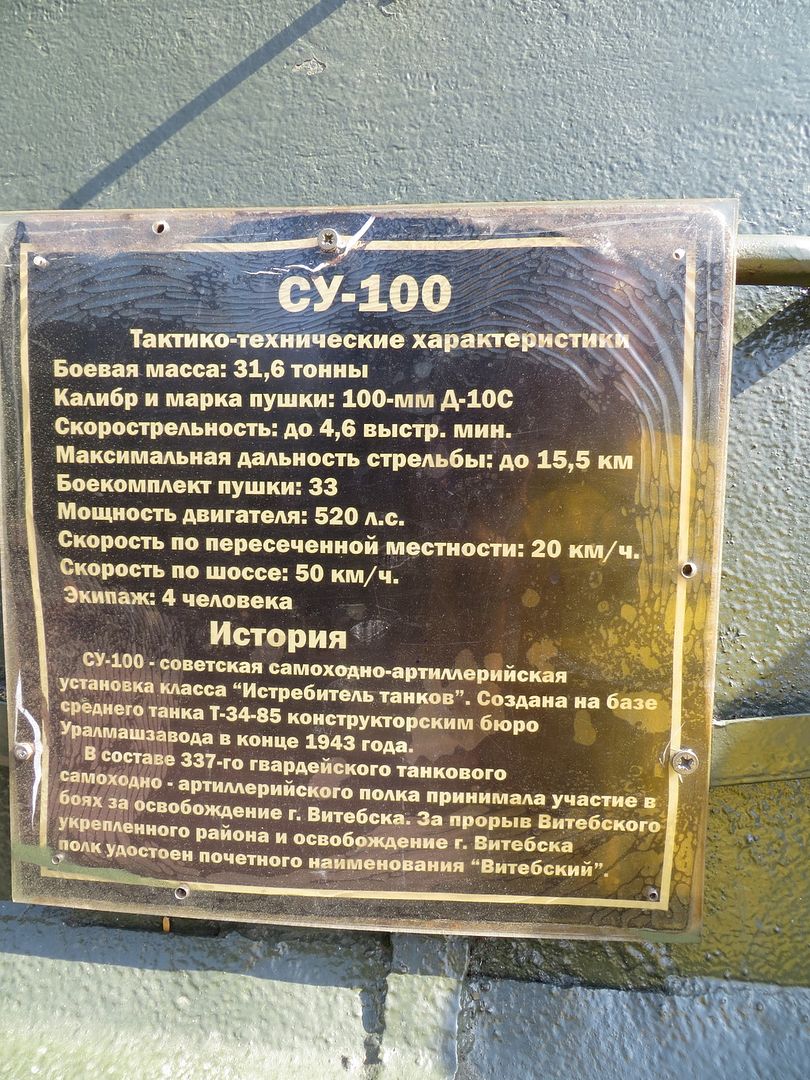 СУ-100
Тактико-технические характеристики
Боевая масса: 31,6 тонны
Калибр и марка пушки: 100-мм Д-10С
Скорострельность: до 4,6 выстр. мин.
Максимальная дальность стрельбы: до 15,5 км
Боекомплект пушки: 33
Мощность двигателя: 520 л.с.
Скорость по пересеченной местности: 20 км/ч.
Скорость по шоссе: 50 км/ч.
Экипаж: 4 человека
История
СУ-100 - советская самоходно-артиллерийская
установка класса “Истребитель танков”. Создана на базе
среднего танка Т-34-85 конструкторским бюро
Уралмашзавода в конце 1943 года.
В составе 337-го гвардейского танкового
самоходно - артиллерийского полка принимала участие в
боях за освобождение г. Витебска. За прорыв Витебского
укрепленного района и освобождение г. Витебска
полк удостоен почетного наименования “Витебский”.